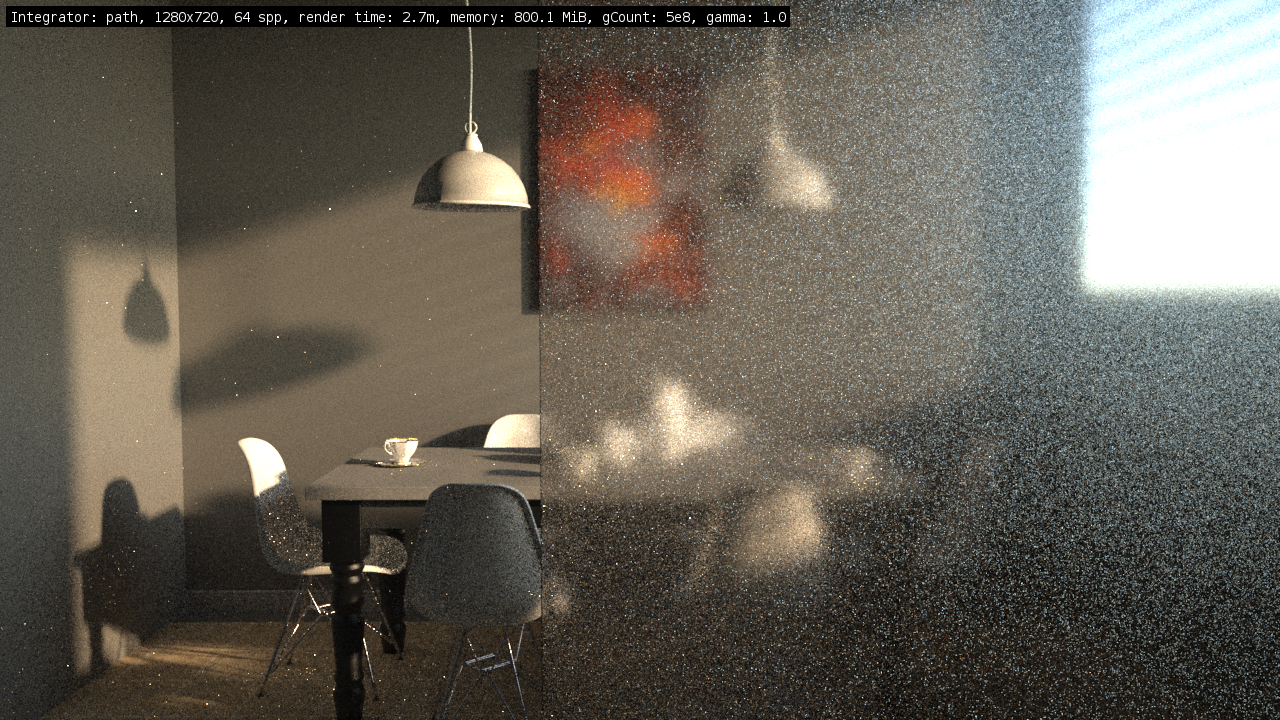 Integrator: path, 1280x720, 64 spp, render time: 2.7m, memory: 800.1 MiB, gCount: 5e8, gamma: 1.0